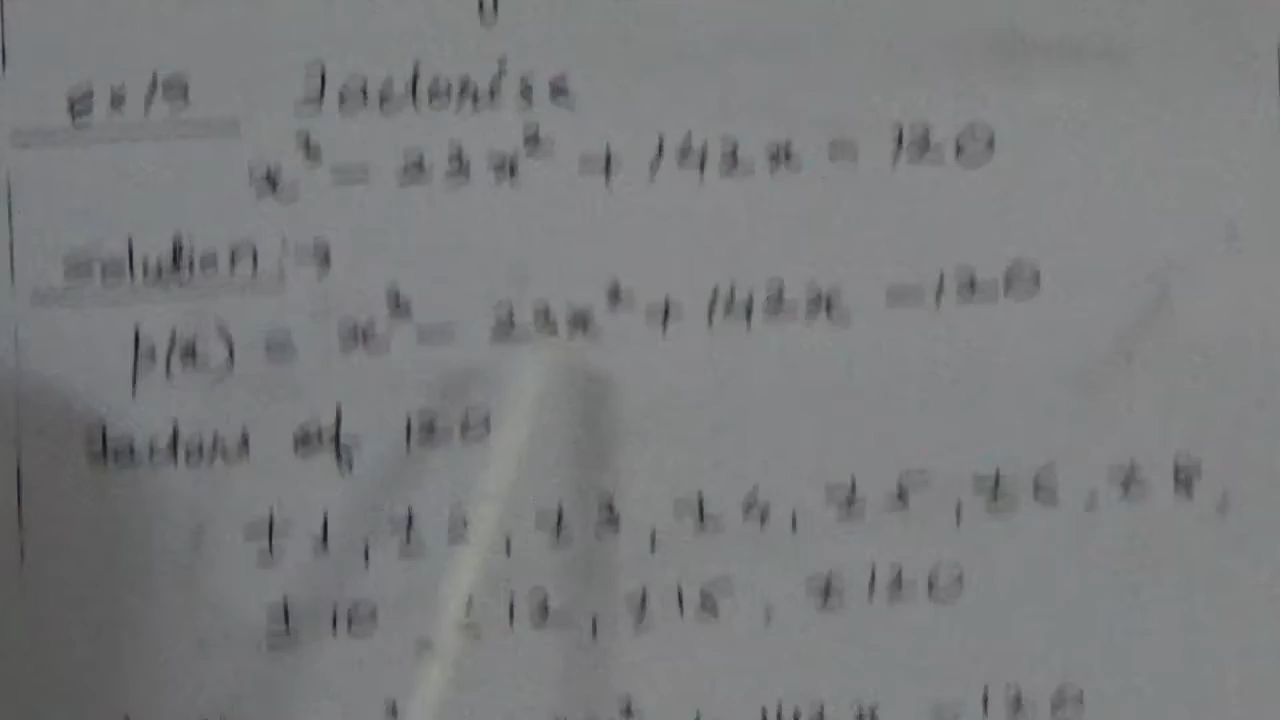 Ex 15 Factorise
x³ - 23x² + 142x - 120
Solution :→
p(x) = x³ - 23x² + 142x - 120
factors of 120
± 1, ± 2, ± 3, ± 4, ± 5, ± 6, ± 8,
± 10, ± 12, ± 15, ± 120